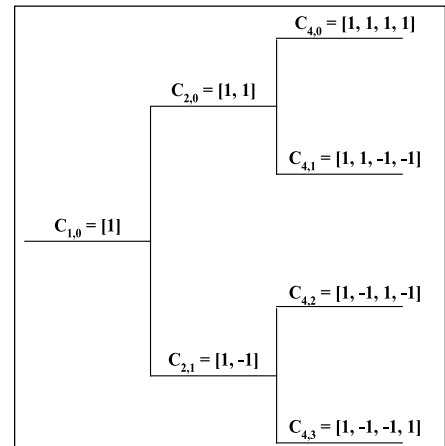 C4,0 = [1, 1, 1, 1]
C2,0 = [1, 1]
C4,1 = [1, 1, -1, -1]
C1,0 = [1]
C4,2 = [1, -1, 1, -1]
C2,1 = [1, -1]
C4,3 = [1, -1, -1, 1]